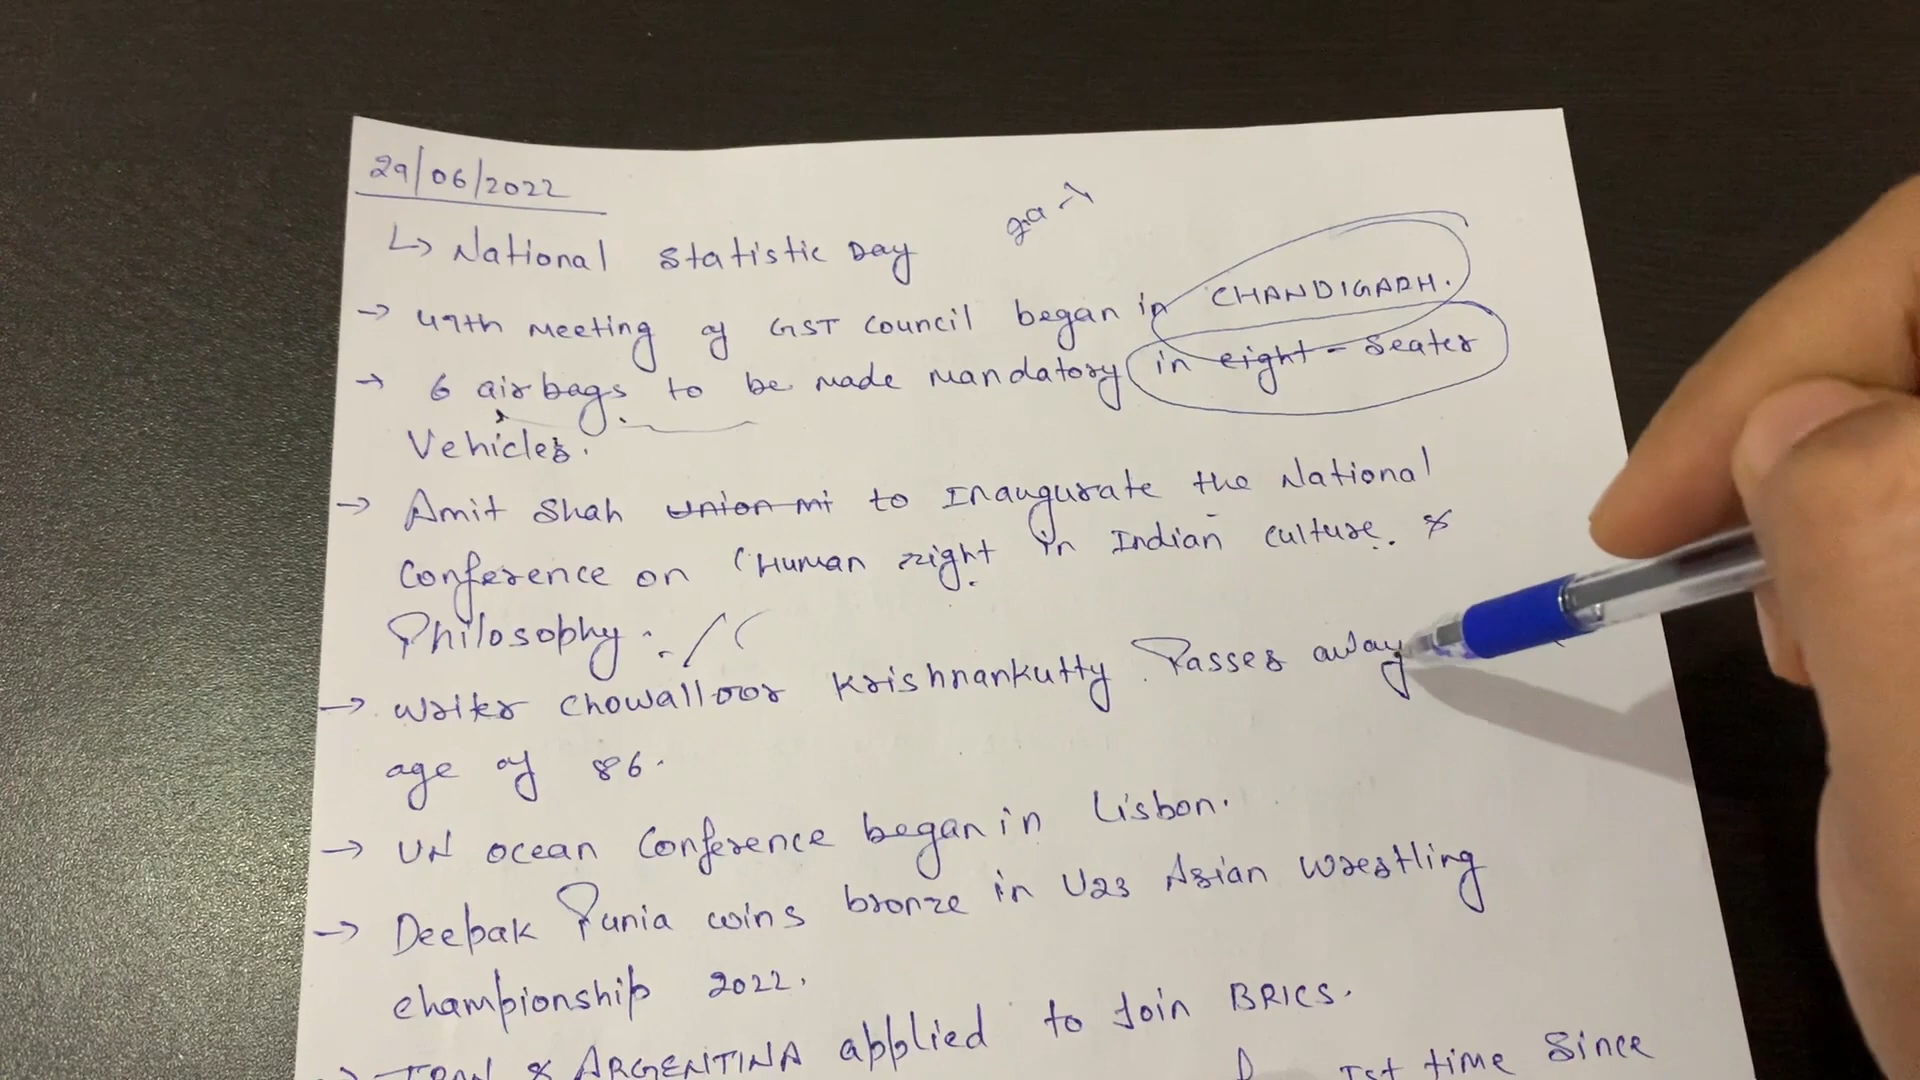 29/06/2022
↳ National Statistic Day
→ 49th Meeting of GST Council began in CHANDIGARH.
→ 6 airbags to be made mandatory in eight-seater
Vehicles.
→ Amit Shah Union Mi to Inaugurate the National
Conference on (Human right in Indian culture. &
Philosophy.
→ Writer Chowalloor Krishnankutty Passes away
age of 86.
→ UN Ocean Conference began in Lisbon.
→ Deepak Punia wins bronze in U23 Asian Wrestling
championship 2022.
→ IRAN & ARGENTINA applied to Join BRICS.
Ist time Since